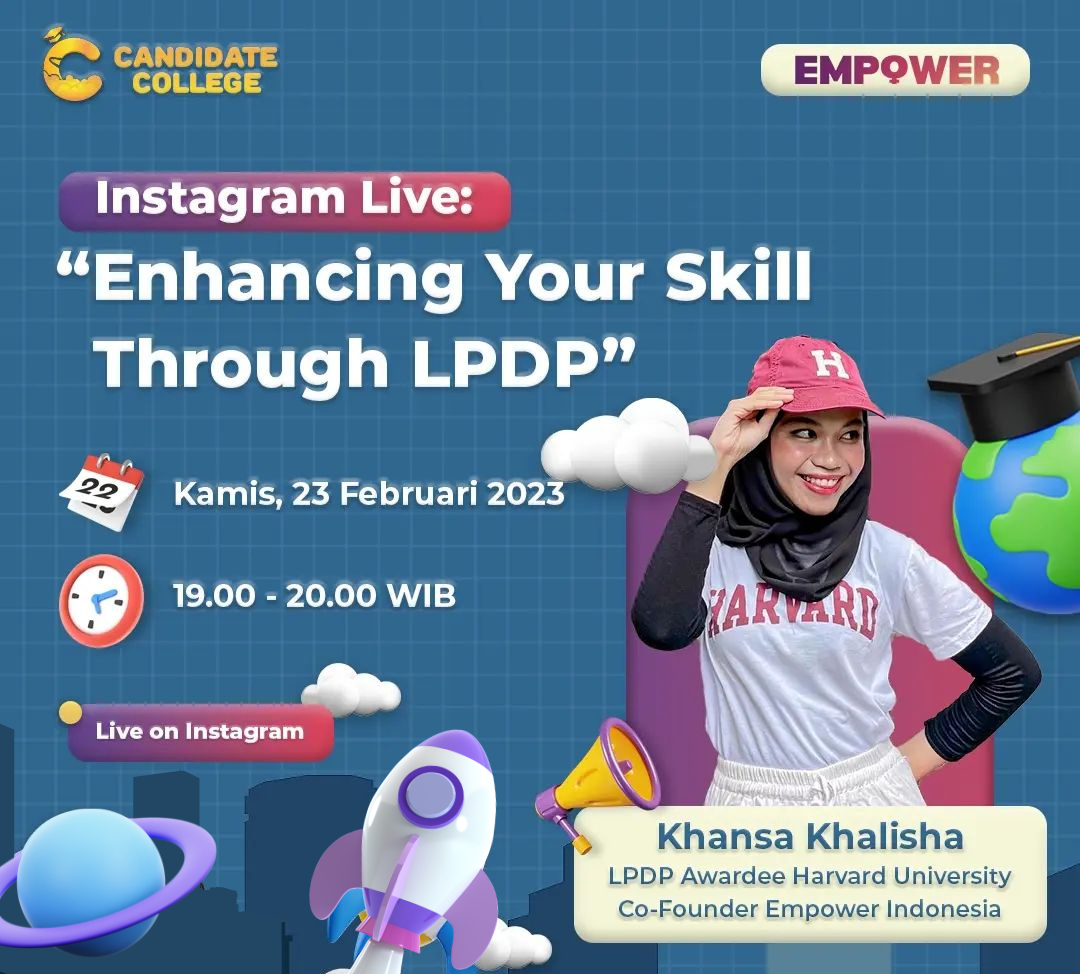 CANDIDATE
COLLEGE
EMPOWER
Instagram Live:
“Enhancing Your Skill
Through LPDP”
H
22
Kamis, 23 Februari 2023
HARVARD
19.00 - 20.00 WIB
Live on Instagram
Khansa Khalisha
LPDP Awardee Harvard University
Co-Founder Empower Indonesia